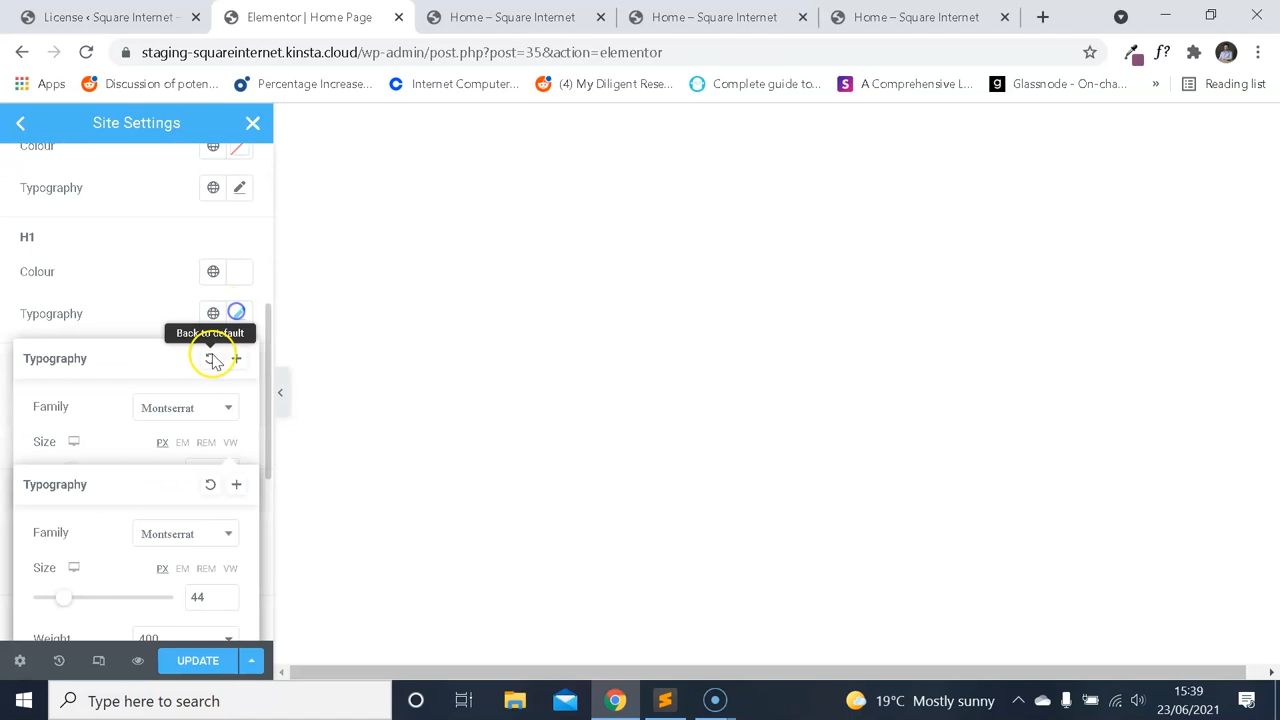 License ‹ Square Internet
Elementor | Home Page
Home – Square Internet
Home – Square Internet
Home – Square Internet
staging-squareinternet.kinsta.cloud/wp-admin/post.php?post=35&action=elementor
f?
Apps
Discussion of poten...
Percentage Increase...
Internet Computer...
(4) My Diligent Rese...
Complete guide to...
A Comprehensive L...
Glassnode - On-cha...
»
Reading list
Site Settings
Colour
Typography
H1
Colour
Typography
Back to default
Typography
Family
Montserrat
Size
PX EM REM VW
Typography
Family
Montserrat
Size
PX EM REM VW
44
Weight
400
UPDATE
Type here to search
19°C Mostly sunny
15:39
23/06/2021